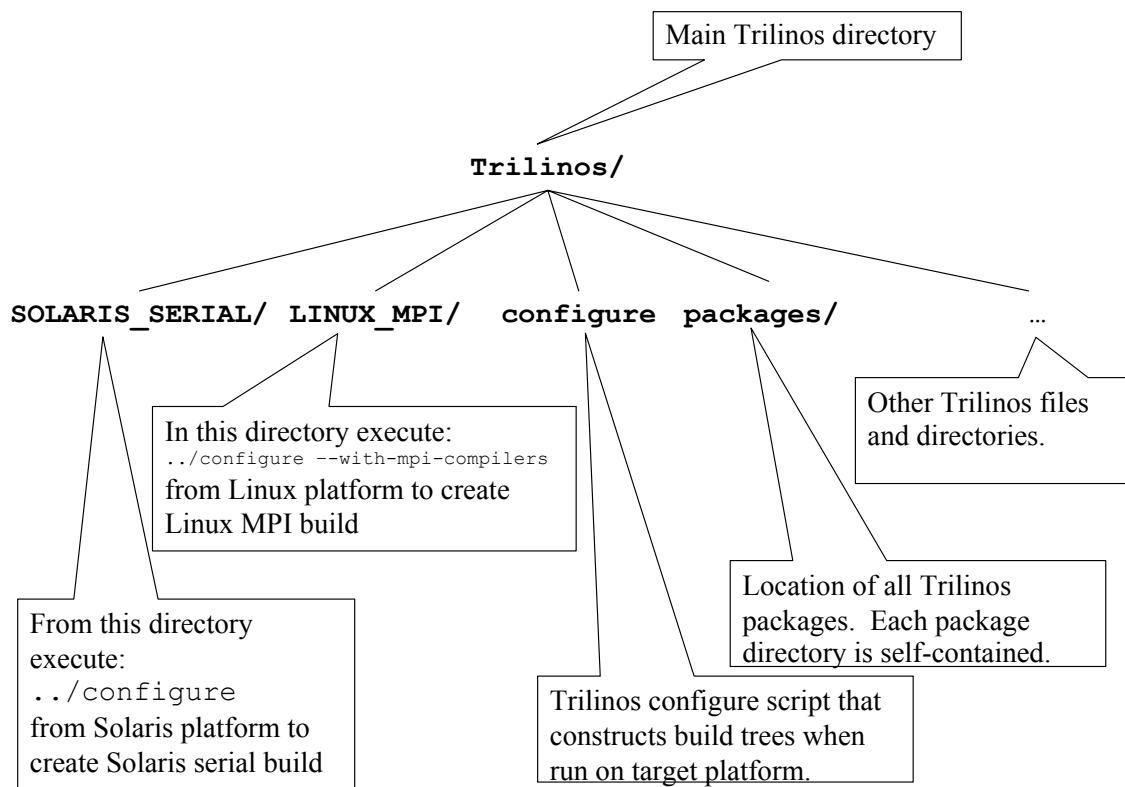 Main Trilinos directory
Trilinos/
SOLARIS_SERIAL/ LINUX_MPI/ configure packages/ …
Other Trilinos files
and directories.
In this directory execute:
../configure --with-mpi-compilers
from Linux platform to create
Linux MPI build
Location of all Trilinos
packages. Each package
directory is self-contained.
From this directory
execute:
../configure
from Solaris platform to
create Solaris serial build
Trilinos configure script that
constructs build trees when
run on target platform.